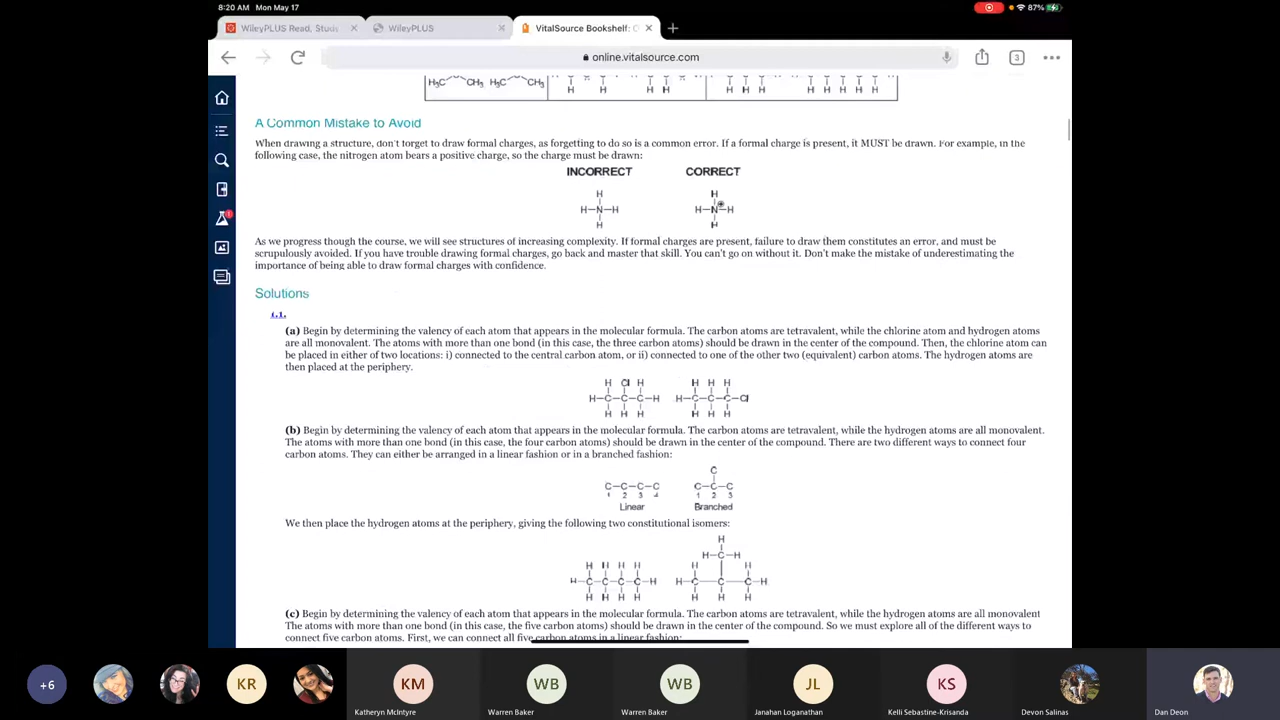 8:20 AM Mon May 17
87%
WileyPLUS Read, Stud
WileyPLUS
VitalSource Bookshelf:
online.vitalsource.com
3
1
H₃C CH₃ H₃C CH₃
H H H H
H H H H H H H H
A Common Mistake to Avoid
When drawing a structure, don't forget to draw formal charges, as forgetting to do so is a common error. If a formal charge is present, it MUST be drawn. For example, in the
following case, the nitrogen atom bears a positive charge, so the charge must be drawn:
INCORRECT CORRECT
H H
H–N–H H–N–H
H H
As we progress though the course, we will see structures of increasing complexity. If formal charges are present, failure to draw them constitutes an error, and must be
scrupulously avoided. If you have trouble drawing formal charges, go back and master that skill. You can't go on without it. Don't make the mistake of underestimating the
importance of being able to draw formal charges with confidence.
Solutions
1.1.
(a) Begin by determining the valency of each atom that appears in the molecular formula. The carbon atoms are tetravalent, while the chlorine atom and hydrogen atoms
are all monovalent. The atoms with more than one bond (in this case, the three carbon atoms) should be drawn in the center of the compound. Then, the chlorine atom can
be placed in either of two locations: i) connected to the central carbon atom, or ii) connected to one of the other two (equivalent) carbon atoms. The hydrogen atoms are
then placed at the periphery.
H Cl H H H H
H–C–C–C–H H–C–C–C–Cl
H H H H H H
(b) Begin by determining the valency of each atom that appears in the molecular formula. The carbon atoms are tetravalent, while the hydrogen atoms are all monovalent.
The atoms with more than one bond (in this case, the four carbon atoms) should be drawn in the center of the compound. There are two different ways to connect four
carbon atoms. They can either be arranged in a linear fashion or in a branched fashion:
C
C–C–C–C C–C–C
1 2 3 4 1 2 3
Linear Branched
We then place the hydrogen atoms at the periphery, giving the following two constitutional isomers:
H
H–C–H
H H H H H H
H–C–C–C–C–H H–C–C–C–H
H H H H H H H
(c) Begin by determining the valency of each atom that appears in the molecular formula. The carbon atoms are tetravalent, while the hydrogen atoms are all monovalent
The atoms with more than one bond (in this case, the five carbon atoms) should be drawn in the center of the compound. So we must explore all of the different ways to
connect five carbon atoms. First, we can connect all five carbon atoms in a linear fashion:
+6
KR
KM
WB
WB
JL
KS
Katheryn McIntyre
Warren Baker
Warren Baker
Janahan Loganathan
Kelli Sebastine-Krisanda
Devon Salinas
Dan Deon